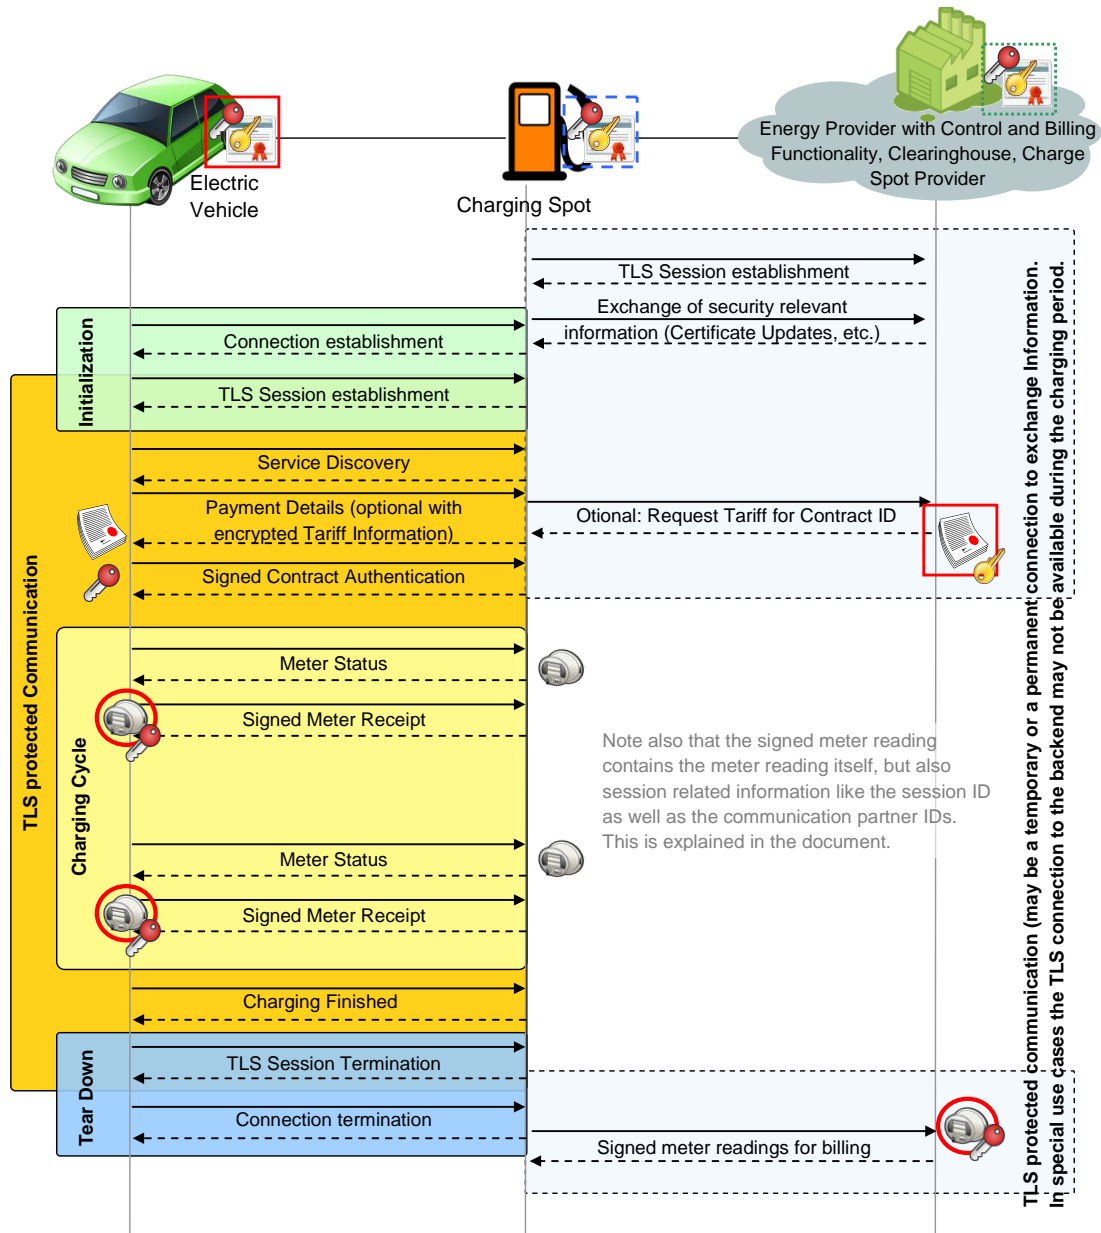 Energy Provider with Control and Billing
Functionality, Clearinghouse, Charge
Spot Provider
Electric
Vehicle
Charging Spot
TLS Session establishment
Exchange of security relevant
information (Certificate Updates, etc.)
Initialization
Connection establishment
TLS Session establishment
TLS protected Communication
Service Discovery
Payment Details (optional with
encrypted Tariff Information)
Otional: Request Tariff for Contract ID
Signed Contract Authentication
Charging Cycle
Meter Status
Signed Meter Receipt
Note also that the signed meter reading
contains the meter reading itself, but also
session related information like the session ID
as well as the communication partner IDs.
This is explained in the document.
Meter Status
Signed Meter Receipt
Charging Finished
Tear Down
TLS Session Termination
Connection termination
Signed meter readings for billing
TLS protected communication (may be a temporary or a permanent connection to exchange Information.
In special use cases the TLS connection to the backend may not be available during the charging period.